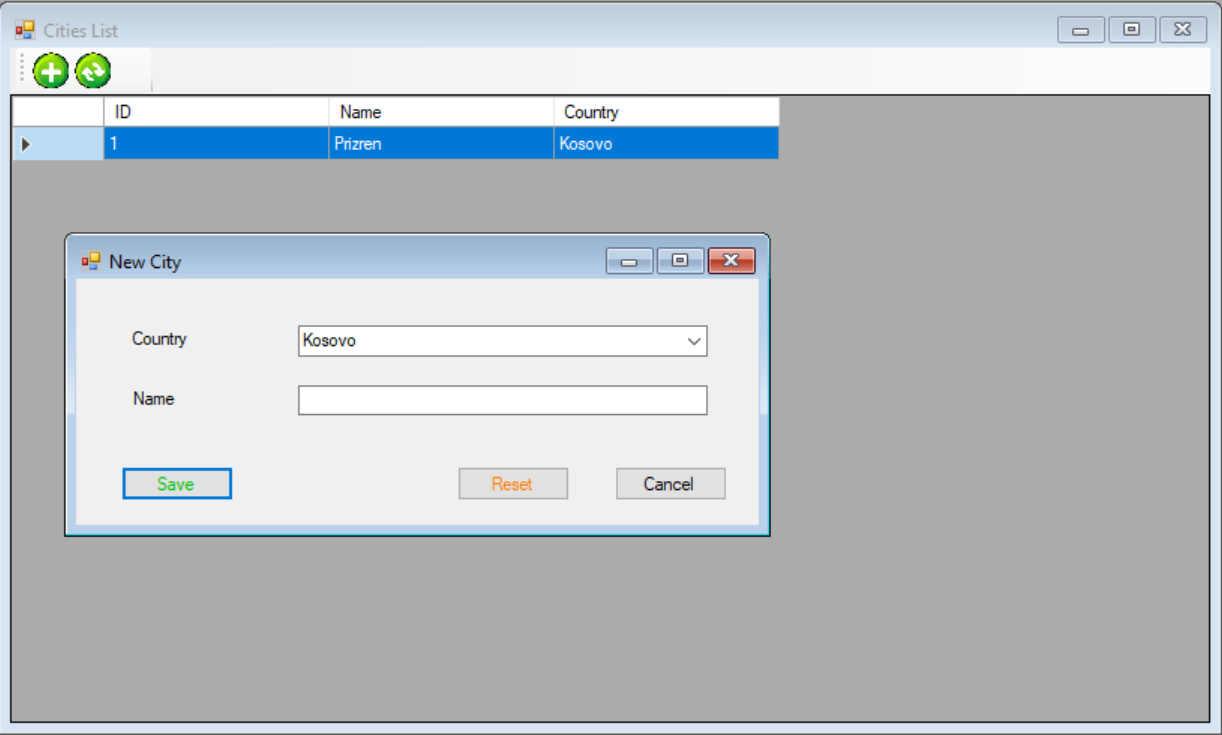 Cities List
ID Name Country
1 Prizren Kosovo
New City
Country Kosovo
Name
Save Reset Cancel